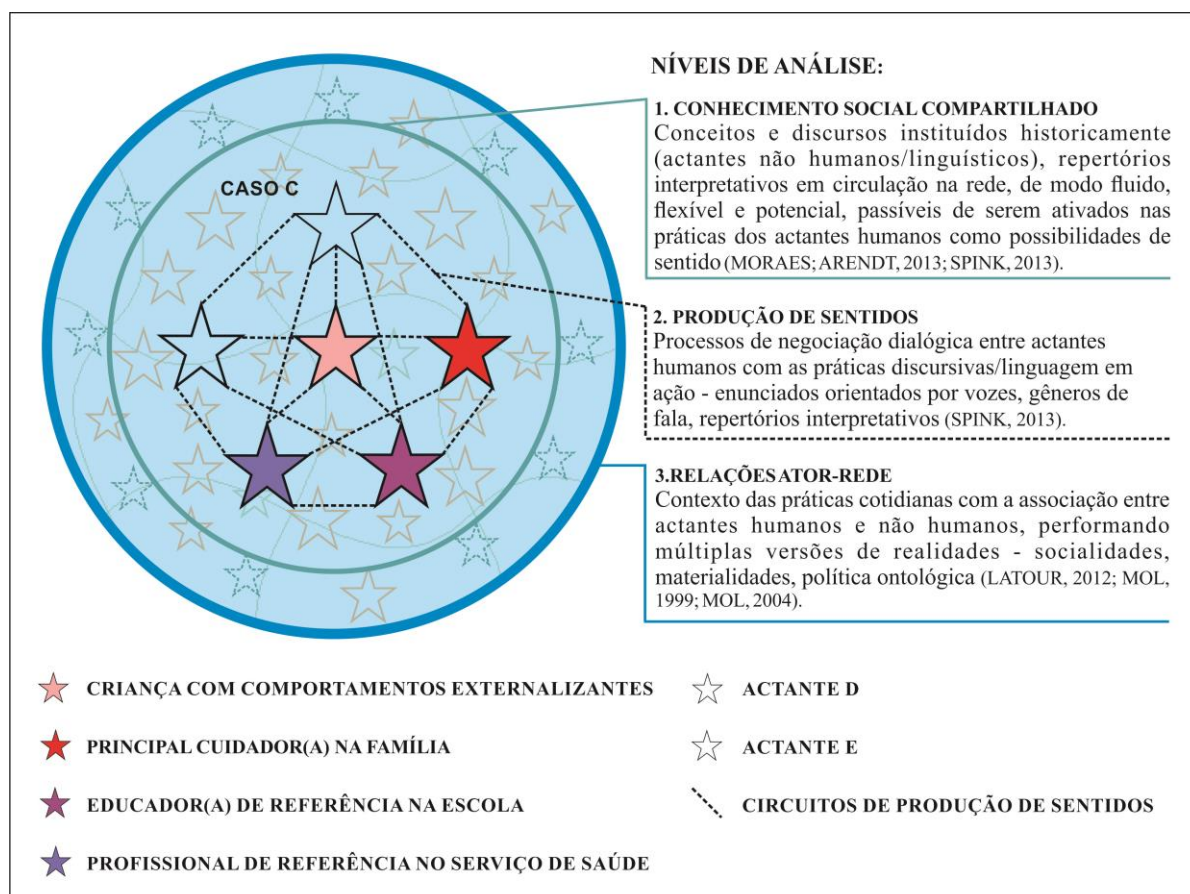 CASO C
NÍVEIS DE ANÁLISE:
1. CONHECIMENTO SOCIAL COMPARTILHADO
Conceitos e discursos instituídos historicamente
(actantes não humanos/linguísticos), repertórios
interpretativos em circulação na rede, de modo fluido,
flexível e potencial, passíveis de serem ativados nas
práticas dos actantes humanos como possibilidades de
sentido (MORAES; ARENDT, 2013; SPINK, 2013).
2. PRODUÇÃO DE SENTIDOS
Processos de negociação dialógica entre actantes
humanos com as práticas discursivas/linguagem em
ação - enunciados orientados por vozes, gêneros de
fala, repertórios interpretativos (SPINK, 2013).
3.RELAÇÕES ATOR-REDE
Contexto das práticas cotidianas com a associação entre
actantes humanos e não humanos, performando
múltiplas versões de realidades - socialidades,
materialidades, política ontológica (LATOUR, 2012; MOL,
1999; MOL, 2004).
CRIANÇA COM COMPORTAMENTOS EXTERNALIZANTES
PRINCIPAL CUIDADOR(A) NA FAMÍLIA
EDUCADOR(A) DE REFERÊNCIA NA ESCOLA
PROFISSIONAL DE REFERÊNCIA NO SERVIÇO DE SAÚDE
ACTANTE D
ACTANTE E
CIRCUITOS DE PRODUÇÃO DE SENTIDOS